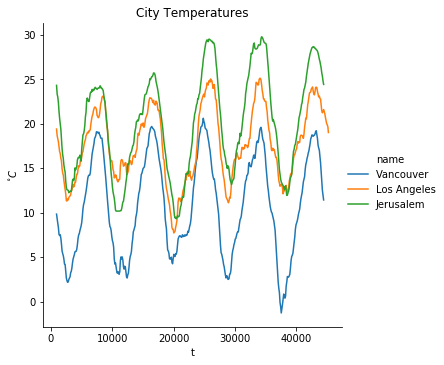 City Temperatures
30
25
20
15
10
5
0
°C
0 10000 20000 30000 40000
t
name
Vancouver
Los Angeles
Jerusalem